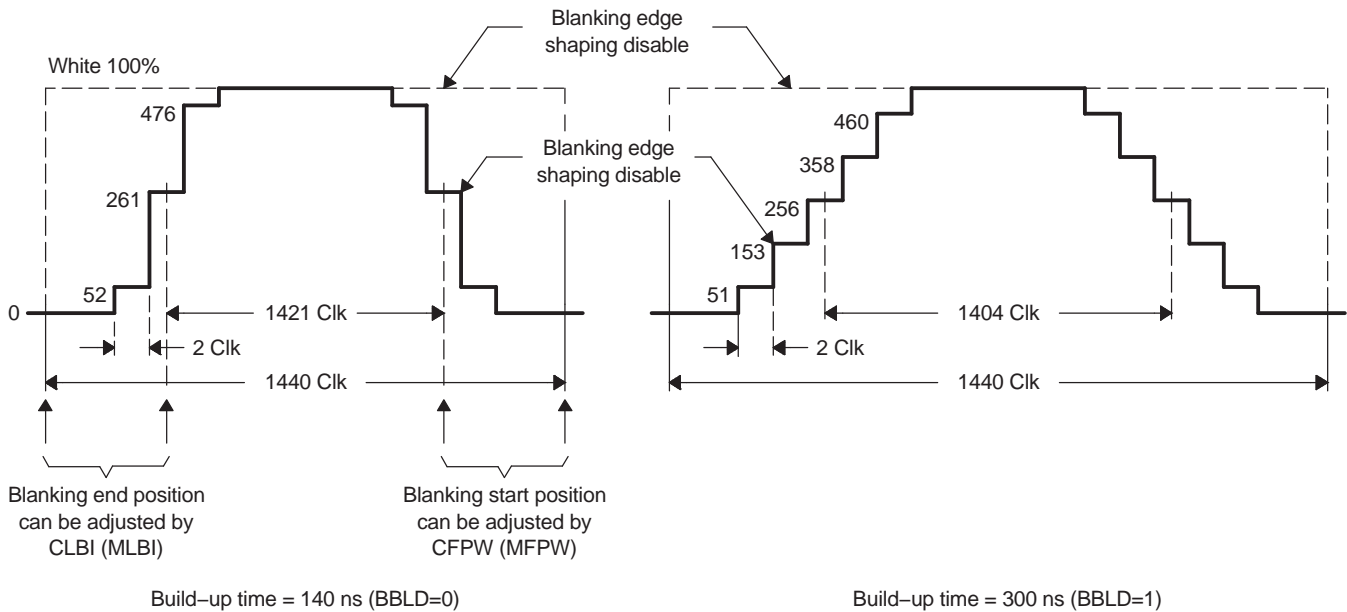 Blanking edge
shaping disable
White 100%
476
261
52
0
1421 Clk
2 Clk
1440 Clk
Blanking edge
shaping disable
460
358
256
153
51
1404 Clk
2 Clk
1440 Clk
Blanking end position
can be adjusted by
CLBI (MLBI)
Blanking start position
can be adjusted by
CFPW (MFPW)
Build−up time = 140 ns (BBLD=0)
Build−up time = 300 ns (BBLD=1)